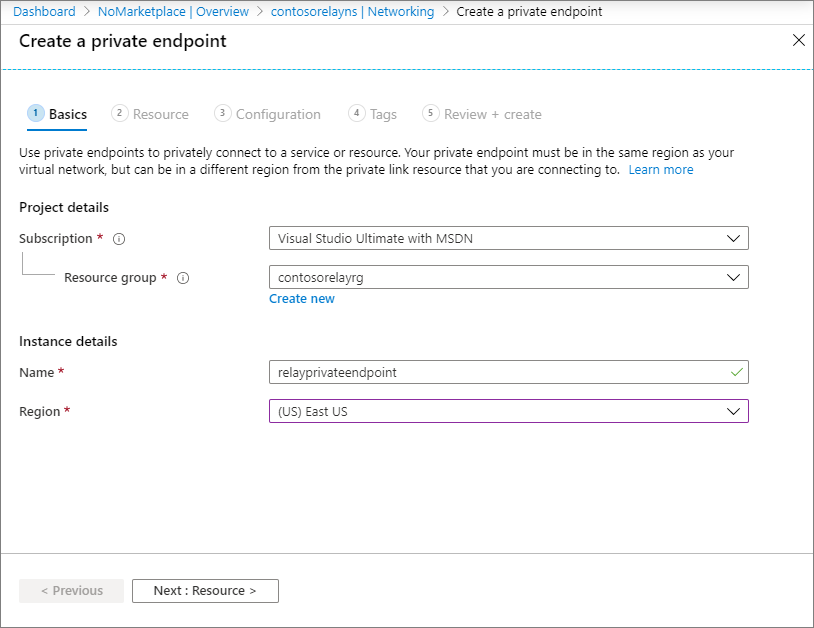 Dashboard > NoMarketplace | Overview > contosorelayns | Networking > Create a private endpoint
Create a private endpoint
1 Basics 2 Resource 3 Configuration 4 Tags 5 Review + create
Use private endpoints to privately connect to a service or resource. Your private endpoint must be in the same region as your
virtual network, but can be in a different region from the private link resource that you are connecting to. Learn more
Project details
Subscription * Visual Studio Ultimate with MSDN
Resource group * contosorelayrg
Create new
Instance details
Name * relayprivateendpoint
Region * (US) East US
< Previous Next : Resource >